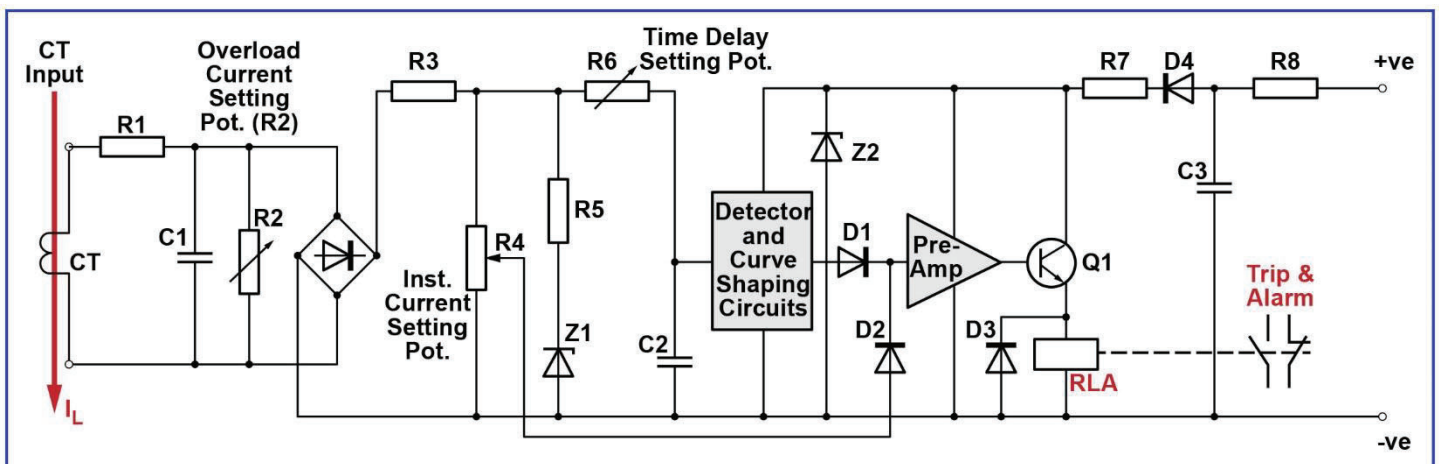 CT
Input
Overload
Current
Setting
Pot. (R2)
R1
C1
R2
CT
I_L
R3
R4
Inst.
Current
Setting
Pot.
R5
Z1
Time Delay
Setting Pot.
R6
C2
Detector
and
Curve
Shaping
Circuits
Z2
D1
D2
Pre-
Amp
Q1
D3
RLA
R7
D4
R8
C3
Trip &
Alarm
+ve
-ve